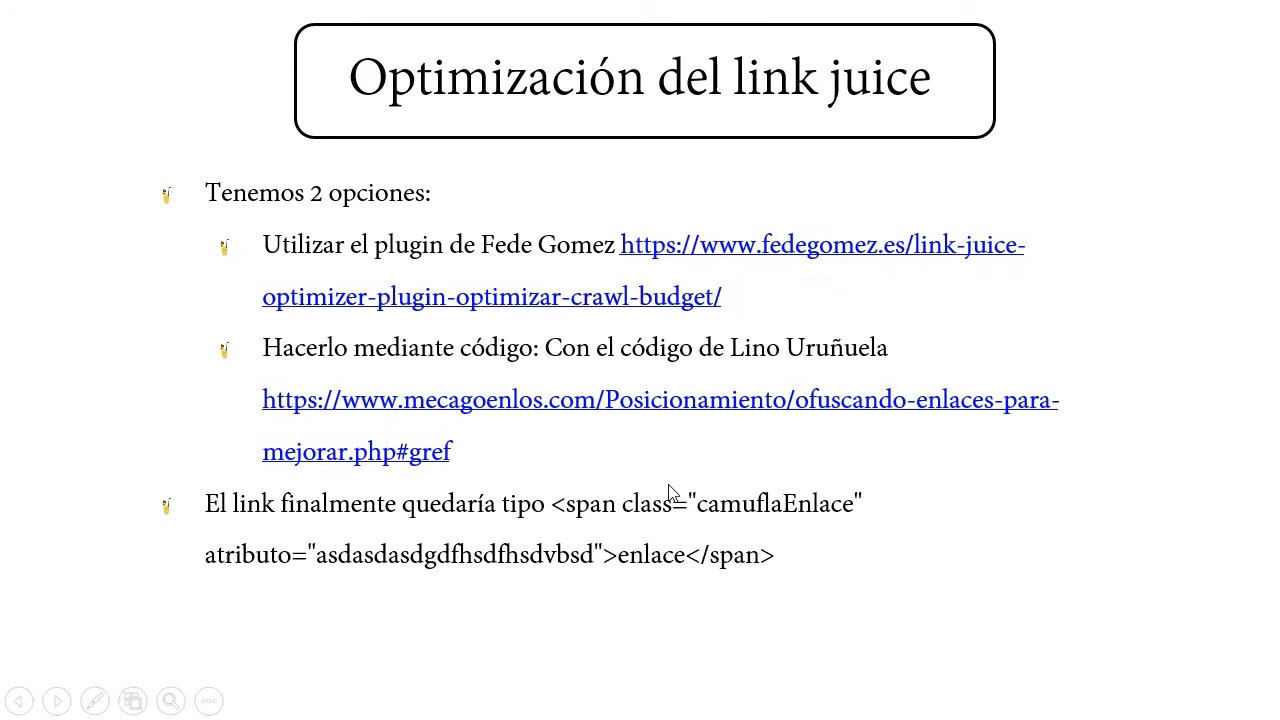 Optimización del link juice
Tenemos 2 opciones:
Utilizar el plugin de Fede Gomez https://www.fedegomez.es/link-juice-
optimizer-plugin-optimizar-crawl-budget/
Hacerlo mediante código: Con el código de Lino Uruñuela
https://www.mecagoenlos.com/Posicionamiento/ofuscando-enlaces-para-
mejorar.php#gref
El link finalmente quedaría tipo <span class="camuflaEnlace"
atributo="asdasdasdgdfhsdfhsdvbsd">enlace</span>